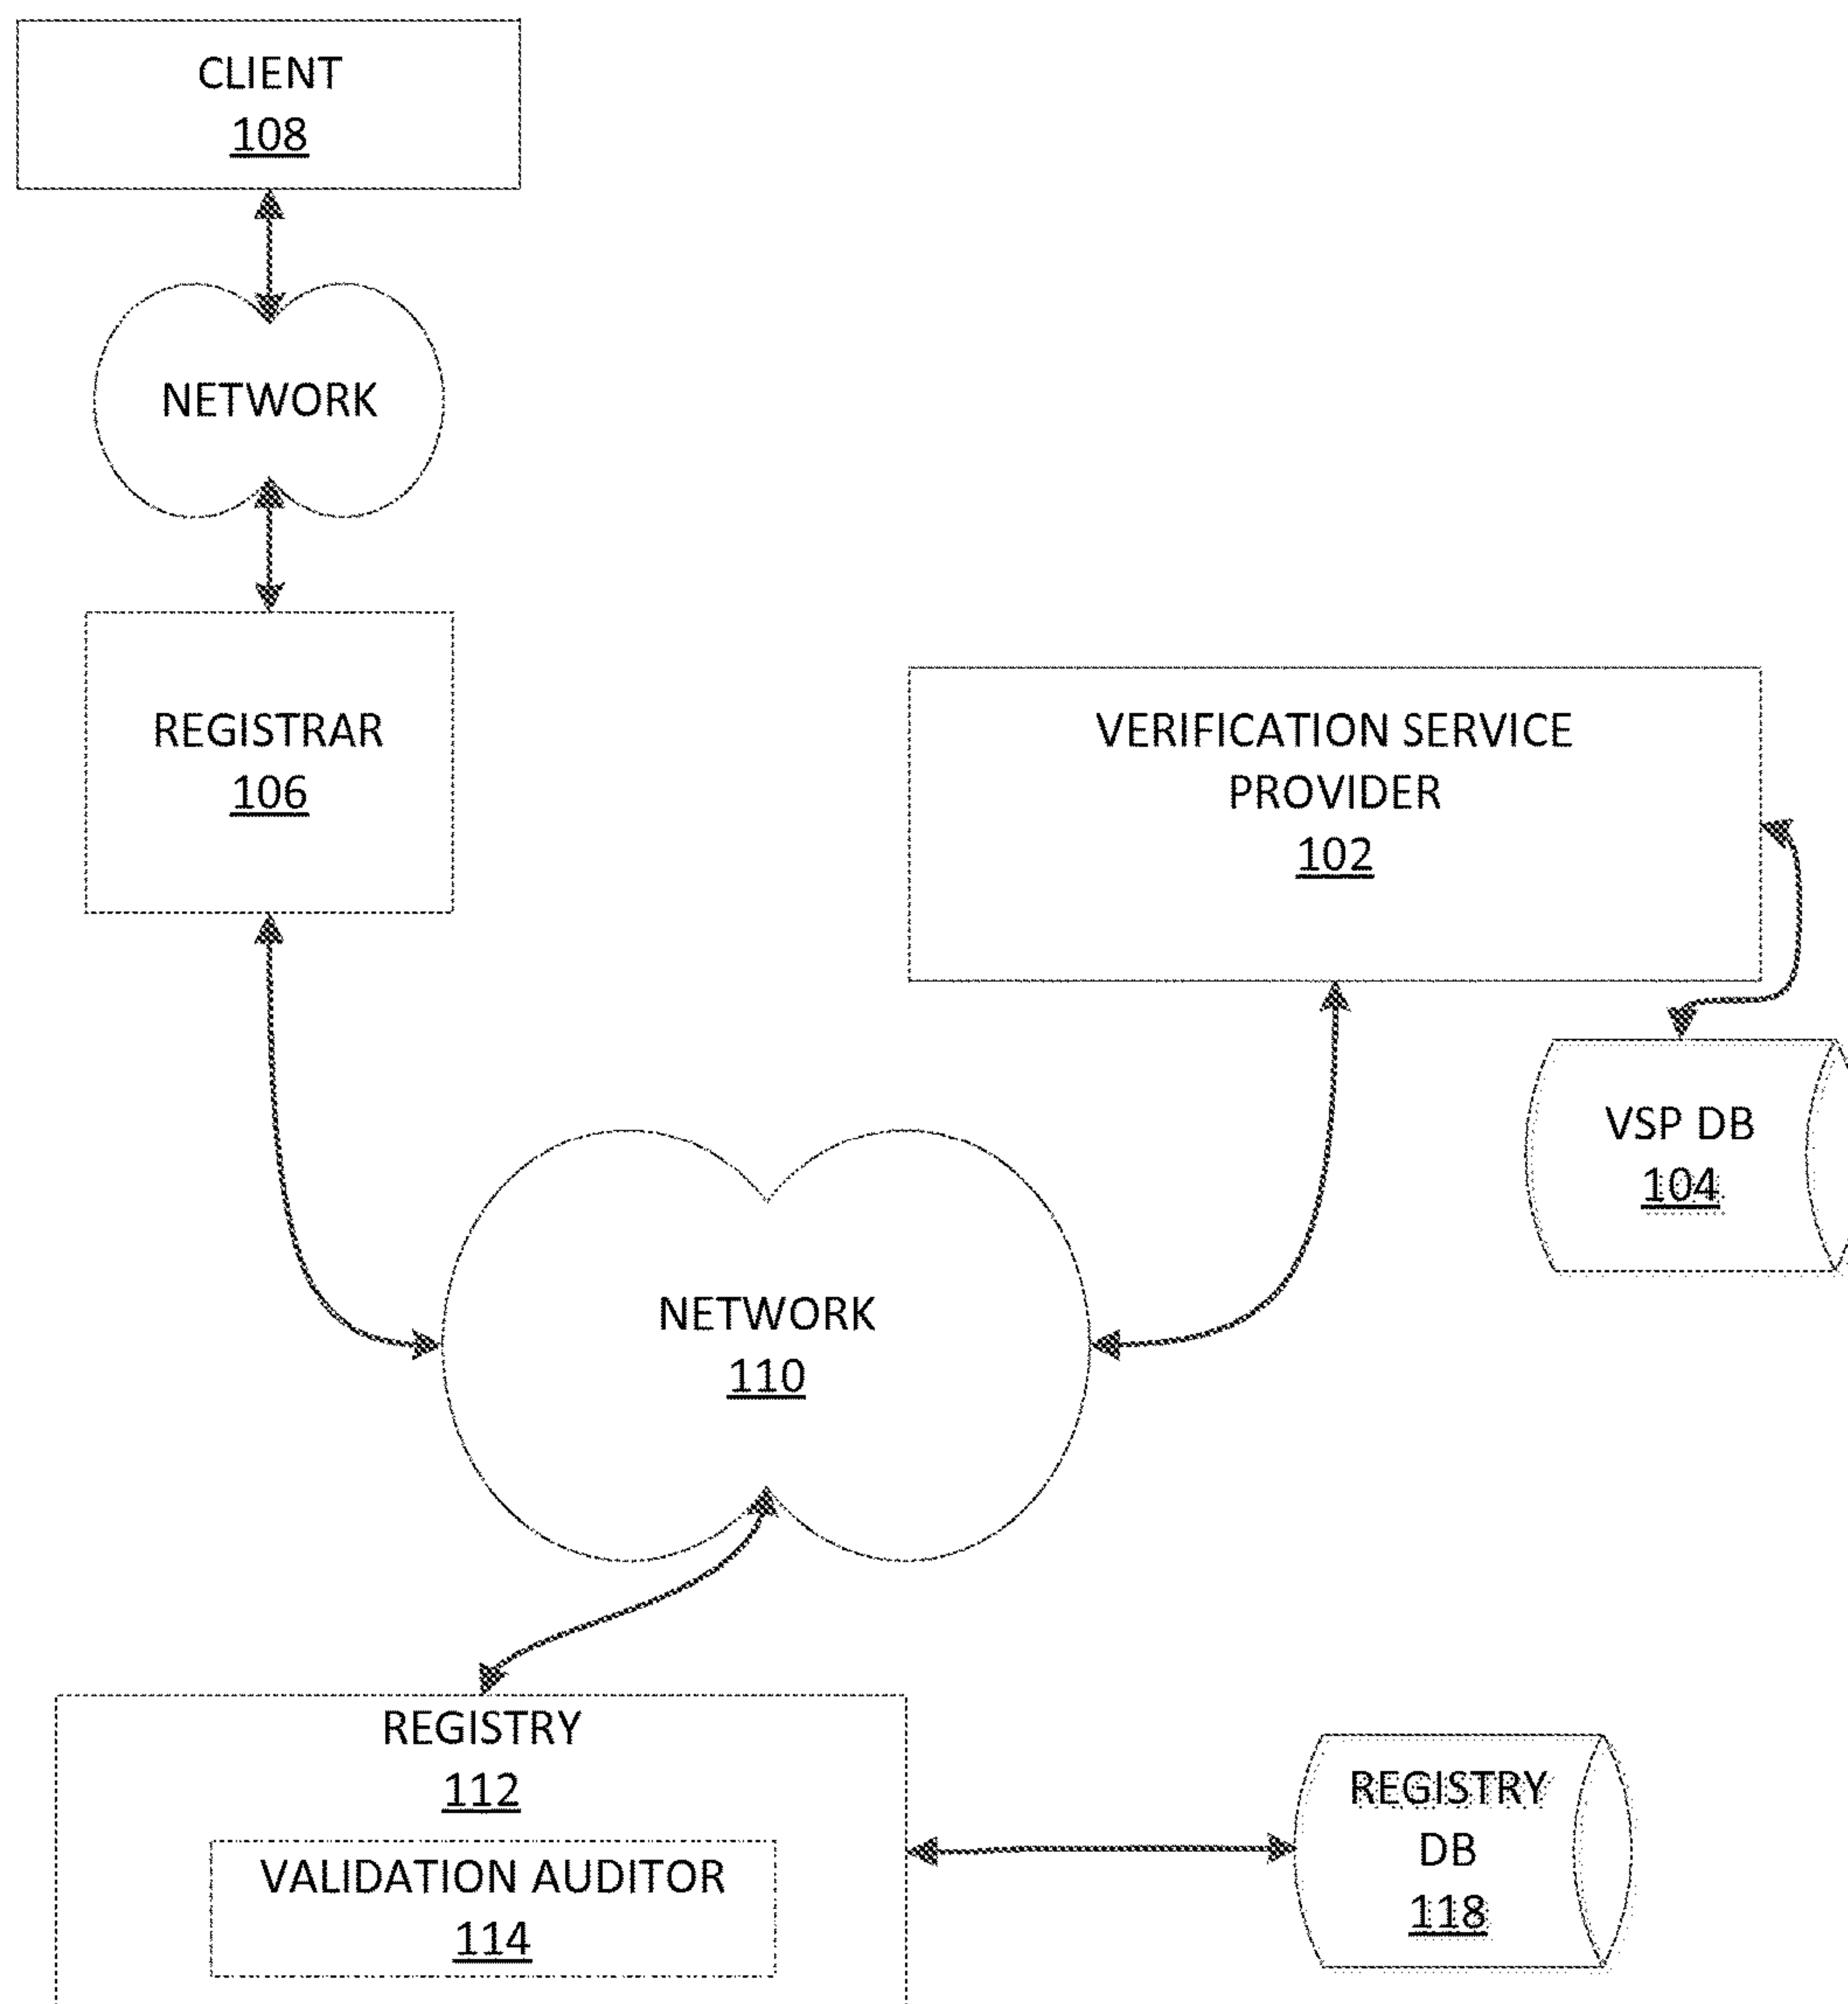 CLIENT
108
NETWORK
REGISTRAR
106
VERIFICATION SERVICE
PROVIDER
102
VSP DB
104
NETWORK
110
REGISTRY
112
VALIDATION AUDITOR
114
REGISTRY
DB
118